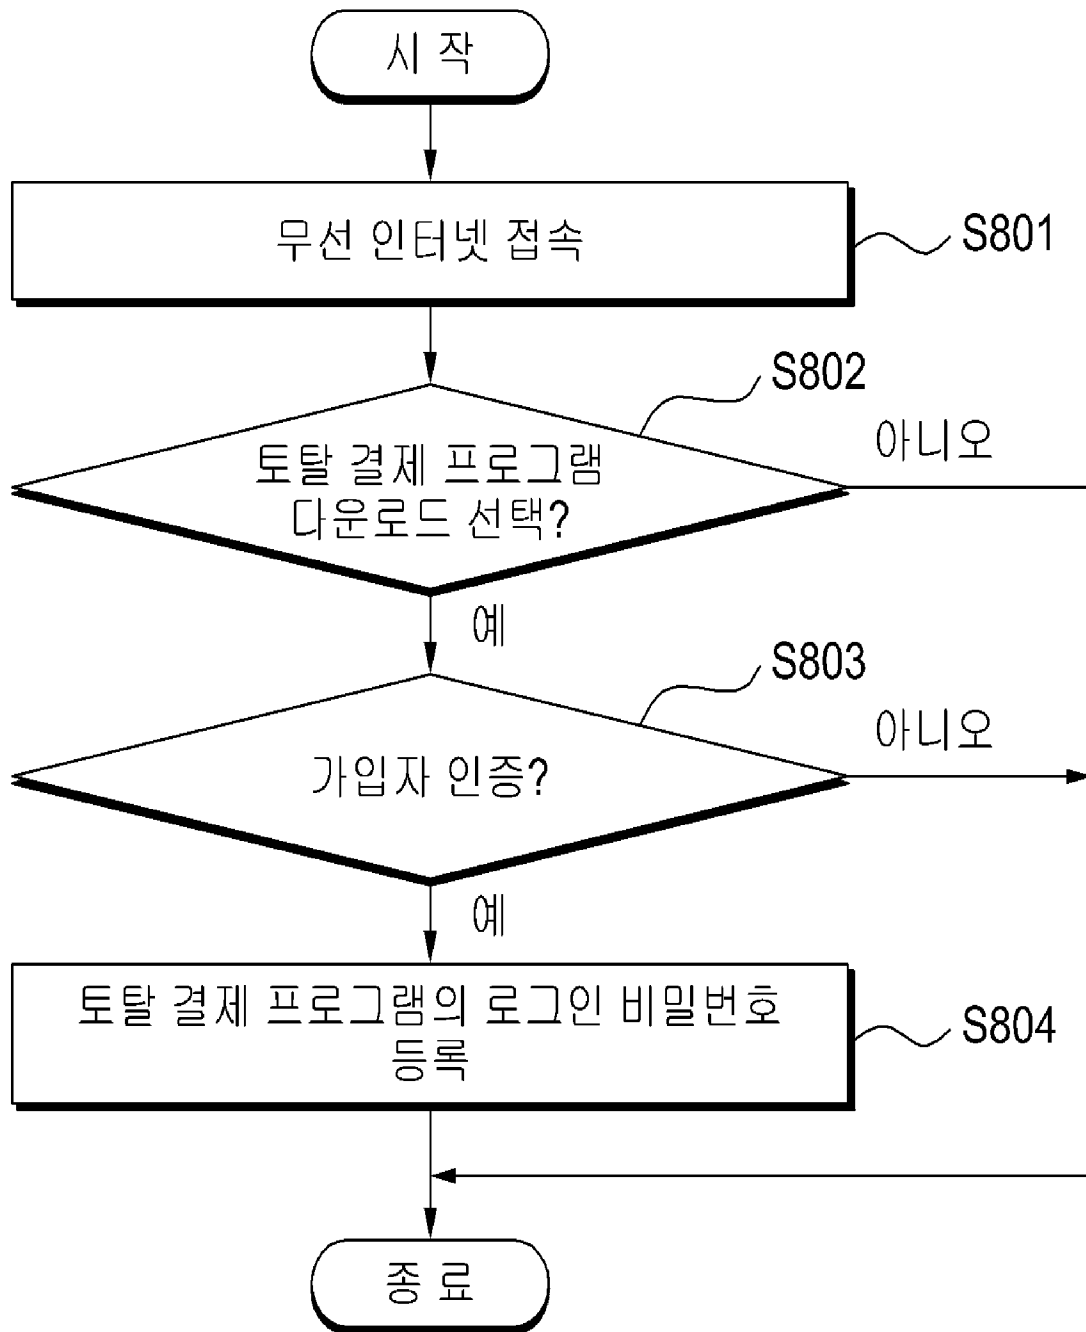 시 작
무선 인터넷 접속
S801
S802
토탈 결제 프로그램
다운로드 선택?
아니오
예
S803
가입자 인증?
아니오
예
토탈 결제 프로그램의 로그인 비밀번호
등록
S804
종 료